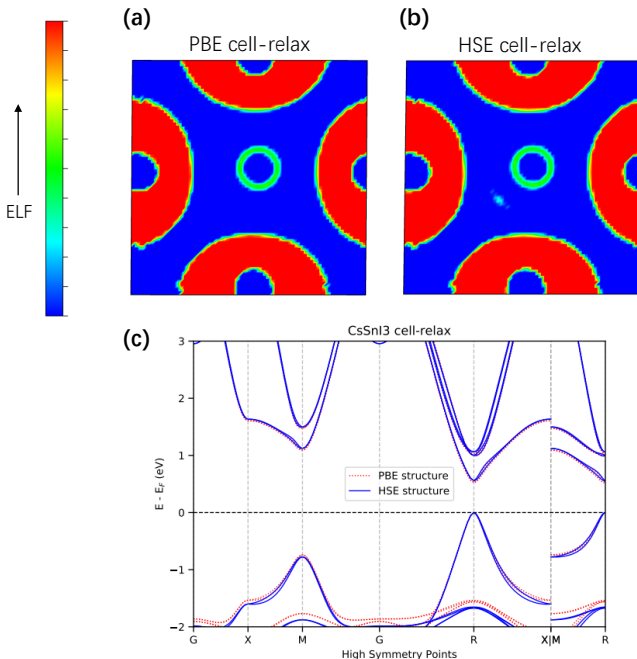 (a)
(b)
PBE cell-relax
HSE cell-relax
ELF
(c)
CsSnI3 cell-relax
3
2
1
0
−1
−2
E - E_F (eV)
PBE structure
HSE structure
G
X
M
G
R
X|M
R
High Symmetry Points